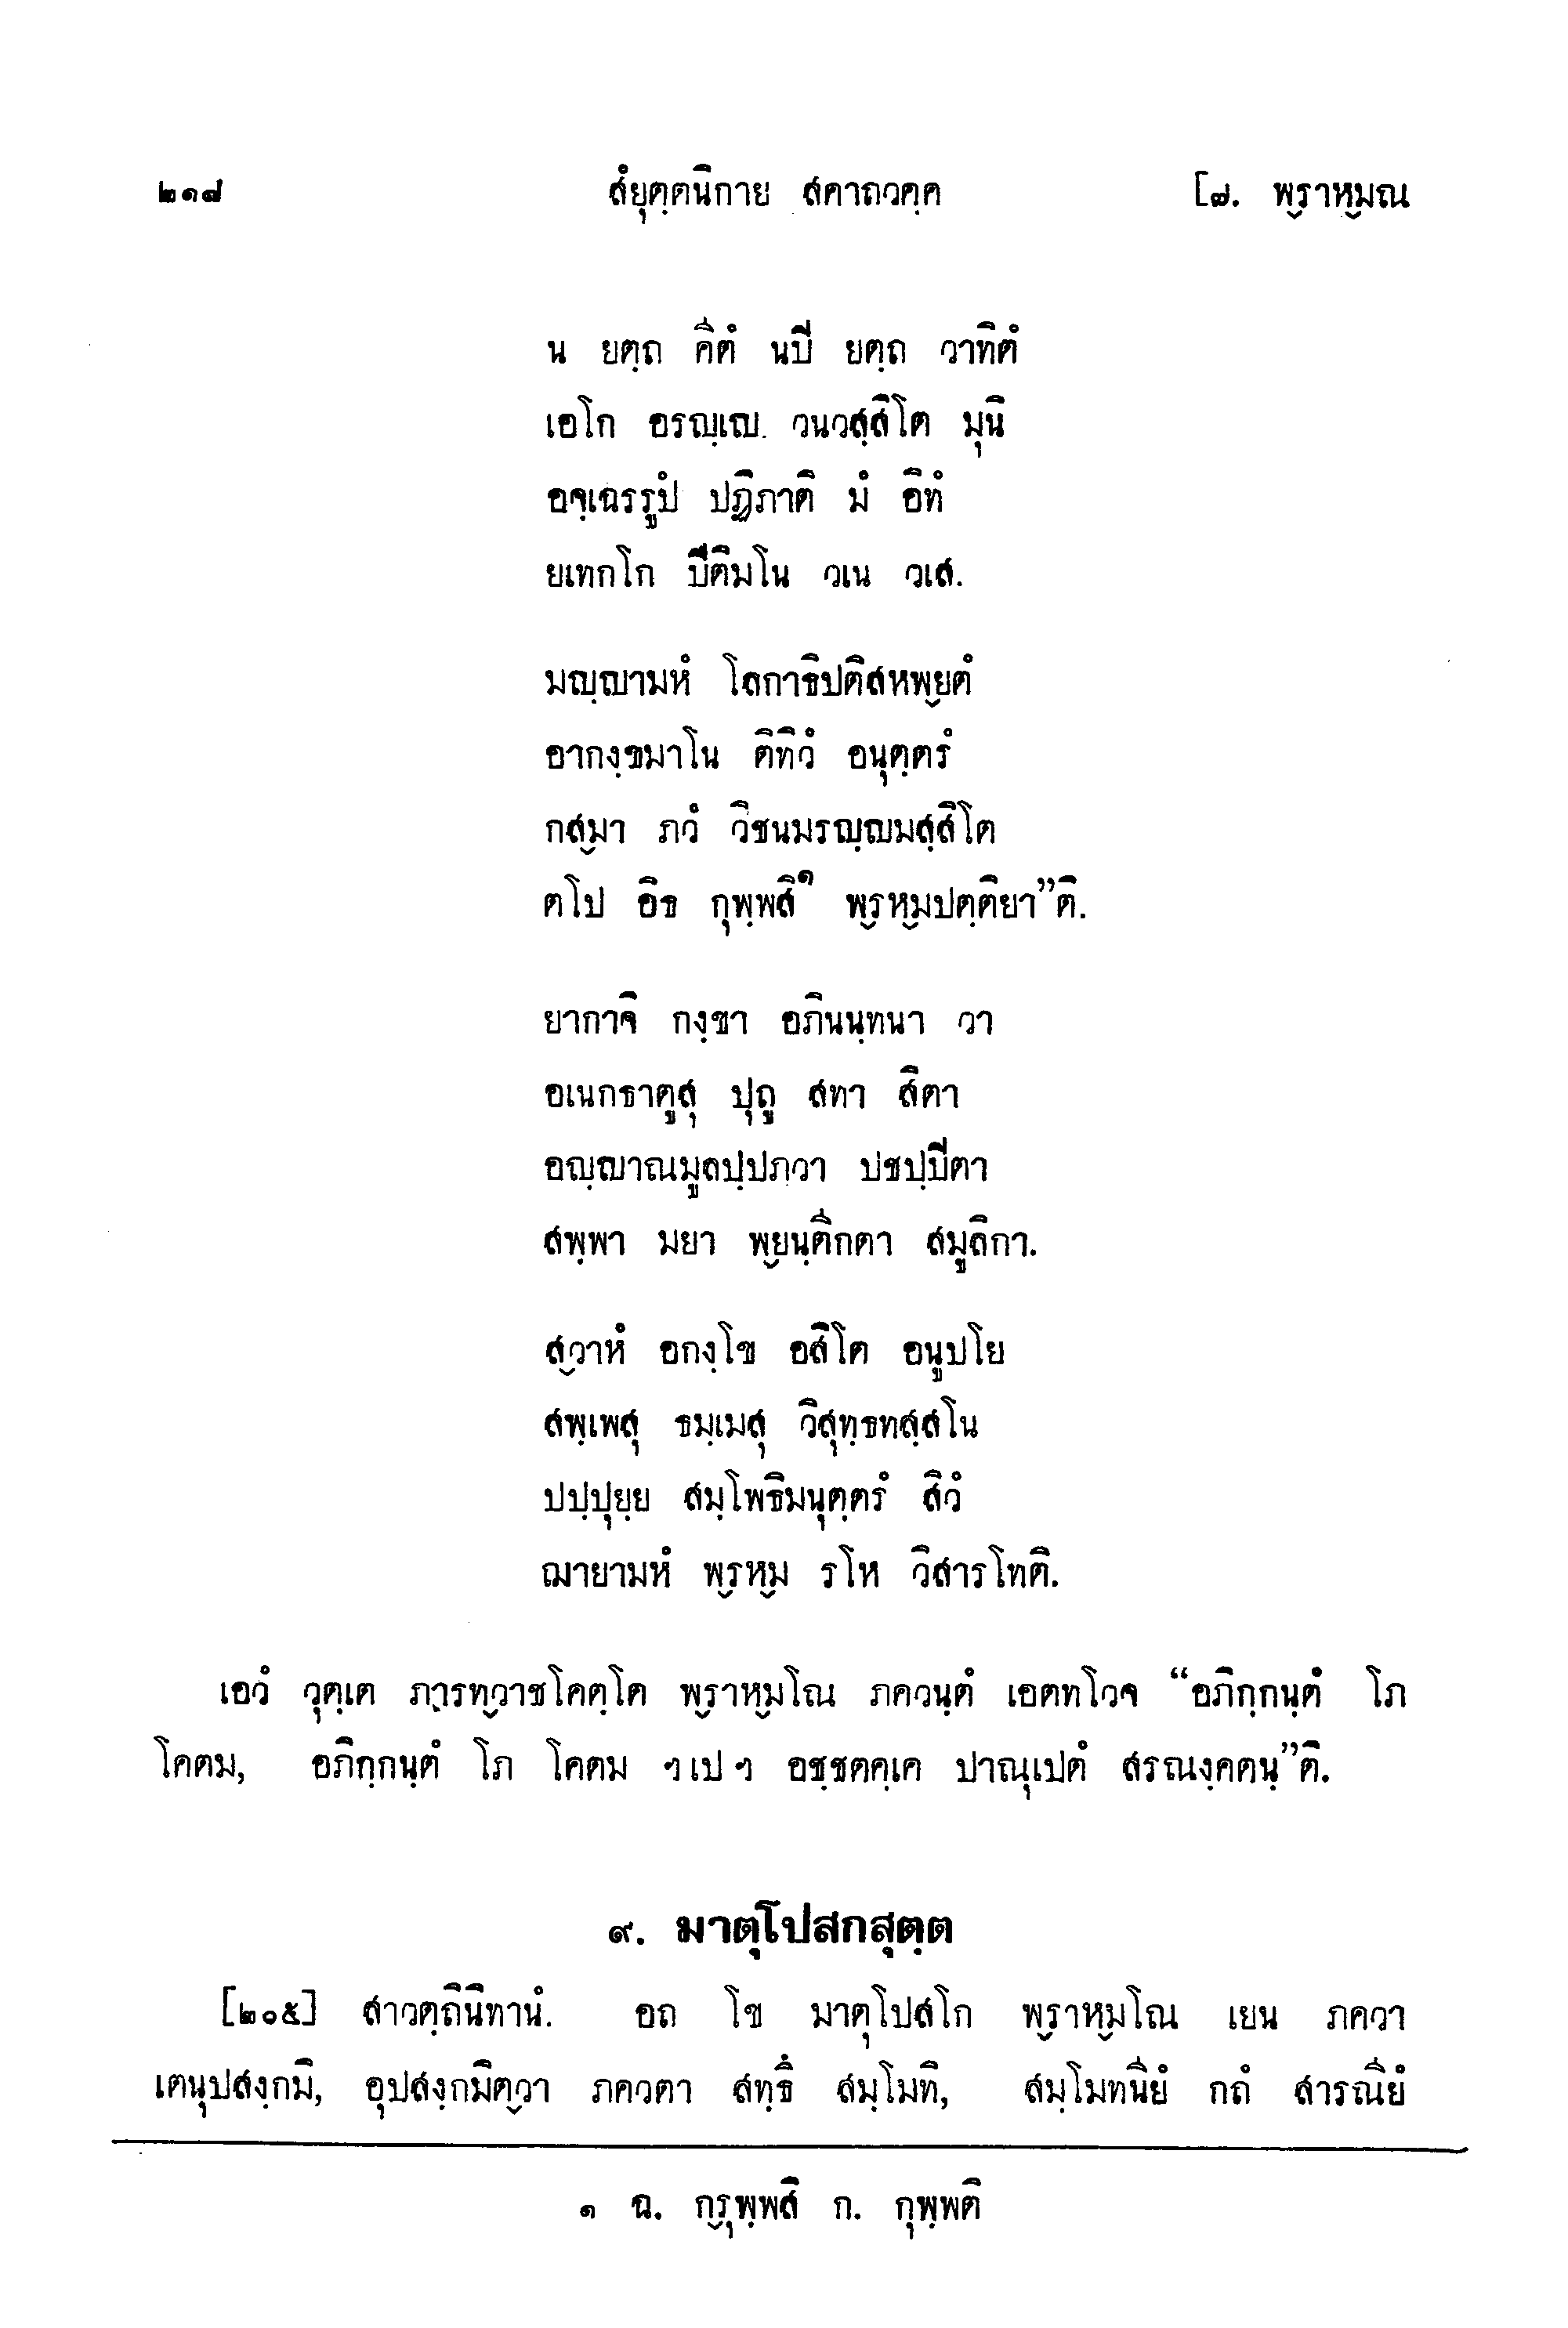 ๒๑๘ สํยุตฺตนิกาย สคาถวคฺค [๗. พ๎ราห๎มณ
น ยตฺถ คีตํ นปิ ยตฺถ วาทิตํ
เอโก อรญฺเญ วนวสฺสิโต มุนิ
อจฺเฉรรูปํ ปฏิภาติ มํ อิทํ
ยเทกโก ปีติมโน วเน วเส.
มญฺญามหํ โลกาธิปติสหพ๎ยตํ
อากงฺขมาโน ติทิวํ อนุตฺตรํ
กส๎มา ภวํ วิชนมรญฺญมสฺสิโต
ตโป อิธ กุพฺพสิ๑ พ๎รห๎มปตฺติยา”ติ.
ยากาจิ กงฺขา อภินนฺทนา วา
อเนกธาตูสุ ปุถู สทา สิตา
อญฺญาณมูลปฺปภวา ปชปฺปิตา
สพฺพา มยา พ๎ยนฺตีกตา สมูลิกา.
ส๎วาหํ อกงฺโข อสิโต อนูปโย
สพฺเพสุ ธมฺเมสุ วิสุทฺธทสฺสโน
ปปฺปุยฺย สมฺโพธิมนุตฺตรํ สิวํ
ฌายามหํ พ๎รห๎ม รโห วิสารโทติ.
เอวํ วุตฺเต ภารทฺวาชโคตฺโต พ๎ราห๎มโณ ภควนฺตํ เอตทโวจ “อภิกฺกนฺตํ โภ
โคตม, อภิกฺกนฺตํ โภ โคตม ฯ เป ฯ อชฺชตคฺเค ปาณุเปตํ สรณงฺคตนฺ”ติ.
๙. มาตุโปสกสุตฺต
[๒๐๕] สาวตฺถินิทานํ. อถ โข มาตุโปสโก พ๎ราห๎มโณ เยน ภควา
เตนุปสงฺกมิ, อุปสงฺกมิต๎วา ภควตา สทฺธึ สมฺโมทิ, สมฺโมทนียํ กถํ สารณียํ
๑ ฉ. ก๎รุพฺพสิ ก. กุพฺพติ